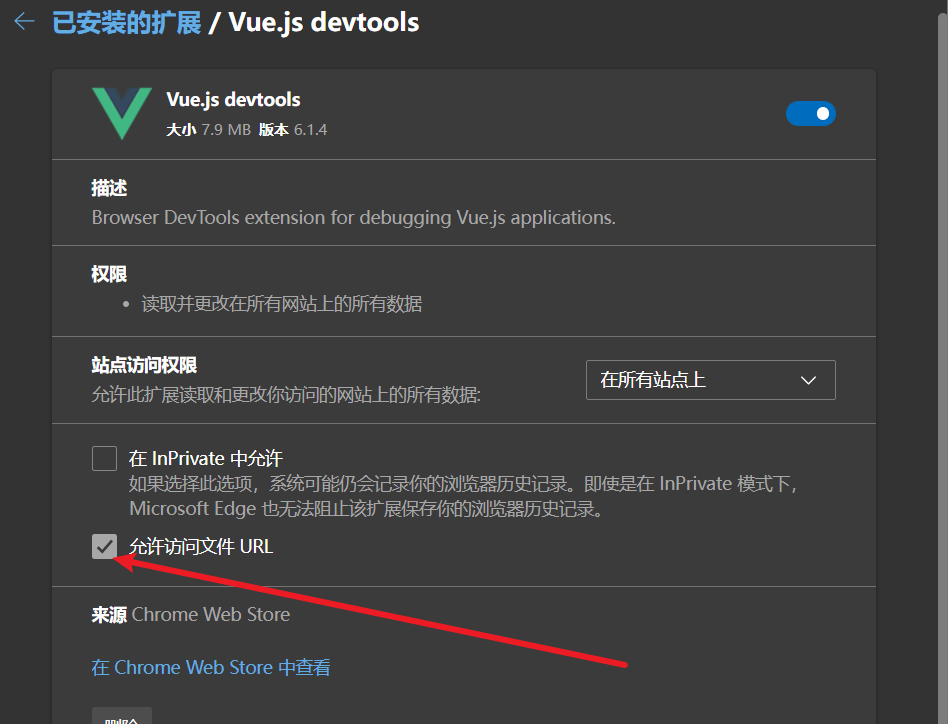 已安装的扩展 / Vue.js devtools
Vue.js devtools
大小 7.9 MB 版本 6.1.4
描述
Browser DevTools extension for debugging Vue.js applications.
权限
• 读取并更改在所有网站上的所有数据
站点访问权限
允许此扩展读取和更改你访问的网站上的所有数据:
在所有站点上
在 InPrivate 中允许
如果选择此选项，系统可能仍会记录你的浏览器历史记录。即使是在 InPrivate 模式下，
Microsoft Edge 也无法阻止该扩展保存你的浏览器历史记录。
允许访问文件 URL
来源 Chrome Web Store
在 Chrome Web Store 中查看
删除